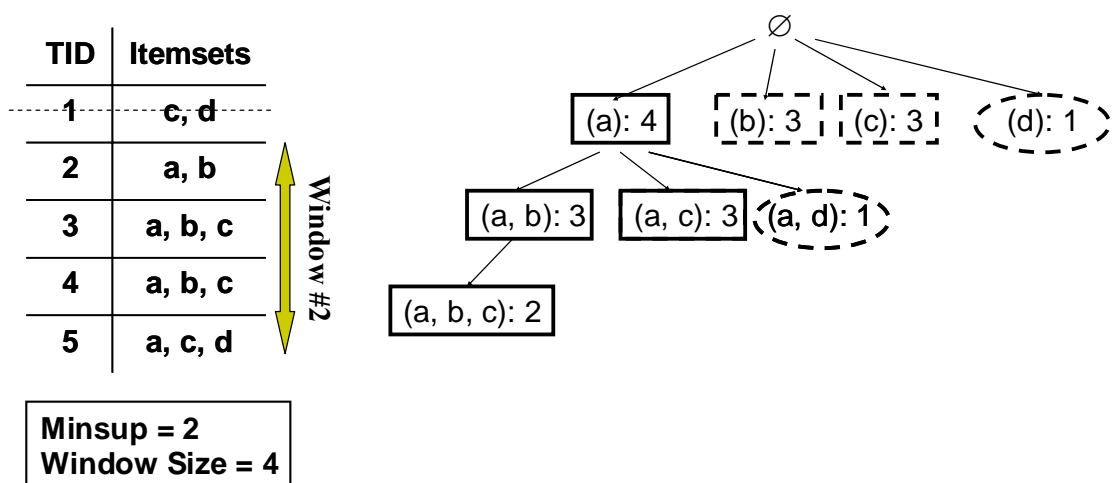 TID Itemsets
1 c, d
2 a, b
3 a, b, c
4 a, b, c
5 a, c, d
Window #2
Minsup = 2
Window Size = 4
∅
(a): 4 (b): 3 (c): 3 (d): 1
(a, b): 3 (a, c): 3 (a, d): 1
(a, b, c): 2